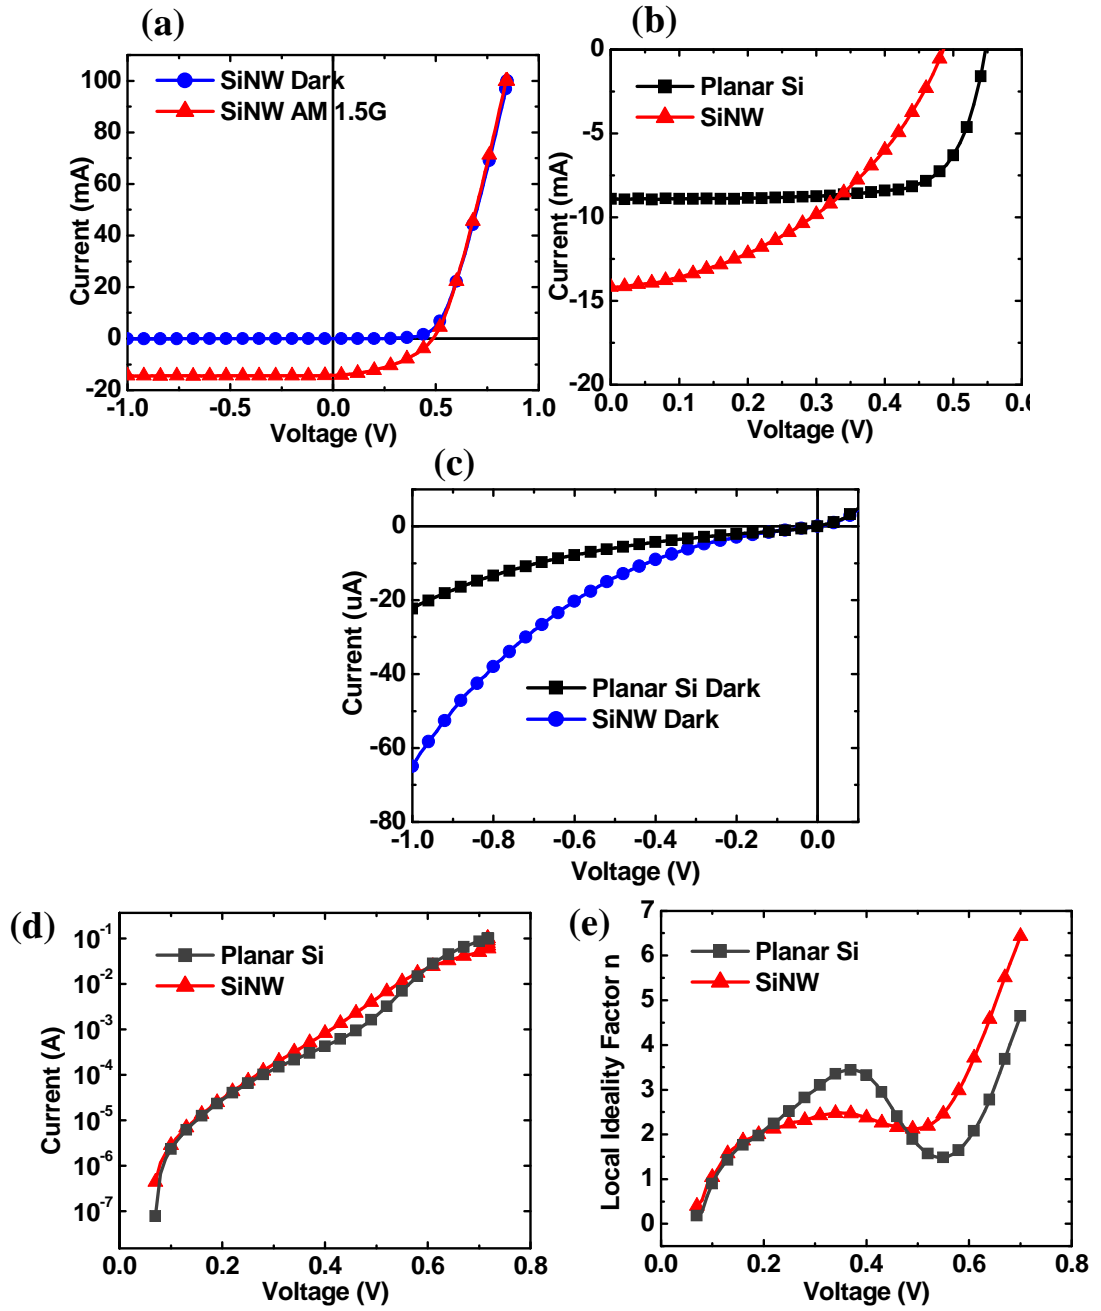 (a)
SiNW Dark
SiNW AM 1.5G
100
80
60
40
20
0
-20
Current (mA)
-1.0 -0.5 0.0 0.5 1.0
Voltage (V)
(b)
Planar Si
SiNW
0
-5
-10
-15
-20
Current (mA)
0.0 0.1 0.2 0.3 0.4 0.5 0.6
Voltage (V)
(c)
0
-20
-40
-60
-80
Current (uA)
Planar Si Dark
SiNW Dark
-1.0 -0.8 -0.6 -0.4 -0.2 0.0
Voltage (V)
(d)
Planar Si
SiNW
10⁻¹
10⁻²
10⁻³
10⁻⁴
10⁻⁵
10⁻⁶
10⁻⁷
Current (A)
0.0 0.2 0.4 0.6 0.8
Voltage (V)
(e)
Planar Si
SiNW
7
6
5
4
3
2
1
0
Local Ideality Factor n
0.0 0.2 0.4 0.6 0.8
Voltage (V)